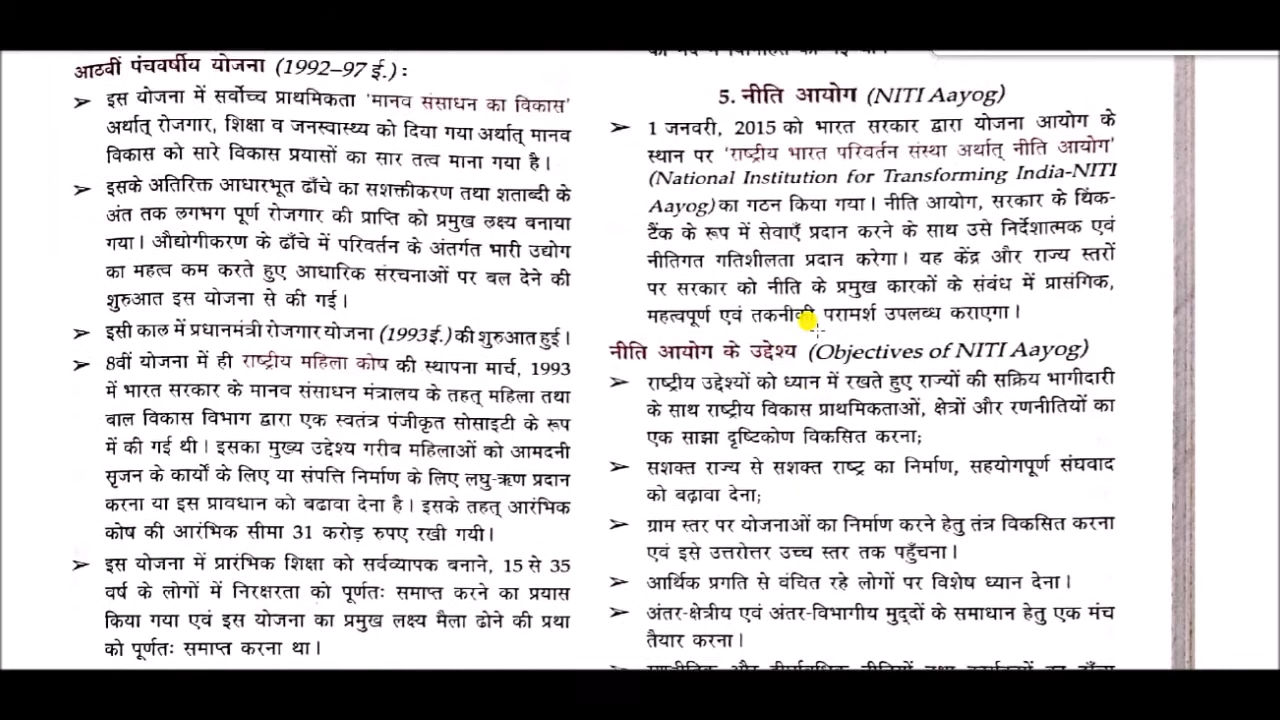 आठवीं पंचवर्षीय योजना (1992–97 ई.) :
➤ इस योजना में सर्वोच्च प्राथमिकता 'मानव संसाधन का विकास'
अर्थात् रोजगार, शिक्षा व जनस्वास्थ्य को दिया गया अर्थात् मानव
विकास को सारे विकास प्रयासों का सार तत्व माना गया है।
➤ इसके अतिरिक्त आधारभूत ढाँचे का सशक्तीकरण तथा शताब्दी के
अंत तक लगभग पूर्ण रोजगार की प्राप्ति को प्रमुख लक्ष्य बनाया
गया। औद्योगीकरण के ढाँचे में परिवर्तन के अंतर्गत भारी उद्योग
का महत्व कम करते हुए आधारिक संरचनाओं पर बल देने की
शुरुआत इस योजना से की गई।
➤ इसी काल में प्रधानमंत्री रोजगार योजना (1993ई.) की शुरुआत हुई।
➤ 8वीं योजना में ही राष्ट्रीय महिला कोष की स्थापना मार्च, 1993
में भारत सरकार के मानव संसाधन मंत्रालय के तहत् महिला तथा
बाल विकास विभाग द्वारा एक स्वतंत्र पंजीकृत सोसाइटी के रूप
में की गई थी। इसका मुख्य उद्देश्य गरीब महिलाओं को आमदनी
सृजन के कार्यों के लिए या संपत्ति निर्माण के लिए लघु-ऋण प्रदान
करना या इस प्रावधान को बढावा देना है। इसके तहत् आरंभिक
कोष की आरंभिक सीमा 31 करोड़ रुपए रखी गयी।
➤ इस योजना में प्रारंभिक शिक्षा को सर्वव्यापक बनाने, 15 से 35
वर्ष के लोगों में निरक्षरता को पूर्णतः समाप्त करने का प्रयास
किया गया एवं इस योजना का प्रमुख लक्ष्य मैला ढोने की प्रथा
को पूर्णतः समाप्त करना था।
5. नीति आयोग (NITI Aayog)
➤ 1 जनवरी, 2015 को भारत सरकार द्वारा योजना आयोग के
स्थान पर 'राष्ट्रीय भारत परिवर्तन संस्था अर्थात् नीति आयोग'
(National Institution for Transforming India-NITI
Aayog) का गठन किया गया। नीति आयोग, सरकार के थिंक-
टैंक के रूप में सेवाएँ प्रदान करने के साथ उसे निर्देशात्मक एवं
नीतिगत गतिशीलता प्रदान करेगा। यह केंद्र और राज्य स्तरों
पर सरकार को नीति के प्रमुख कारकों के संबंध में प्रासंगिक,
महत्वपूर्ण एवं तकनीकी परामर्श उपलब्ध कराएगा।
नीति आयोग के उद्देश्य (Objectives of NITI Aayog)
➤ राष्ट्रीय उद्देश्यों को ध्यान में रखते हुए राज्यों की सक्रिय भागीदारी
के साथ राष्ट्रीय विकास प्राथमिकताओं, क्षेत्रों और रणनीतियों का
एक साझा दृष्टिकोण विकसित करना;
➤ सशक्त राज्य से सशक्त राष्ट्र का निर्माण, सहयोगपूर्ण संघवाद
को बढ़ावा देना;
➤ ग्राम स्तर पर योजनाओं का निर्माण करने हेतु तंत्र विकसित करना
एवं इसे उत्तरोत्तर उच्च स्तर तक पहुँचना।
➤ आर्थिक प्रगति से वंचित रहे लोगों पर विशेष ध्यान देना।
➤ अंतर-क्षेत्रीय एवं अंतर-विभागीय मुद्दों के समाधान हेतु एक मंच
तैयार करना।